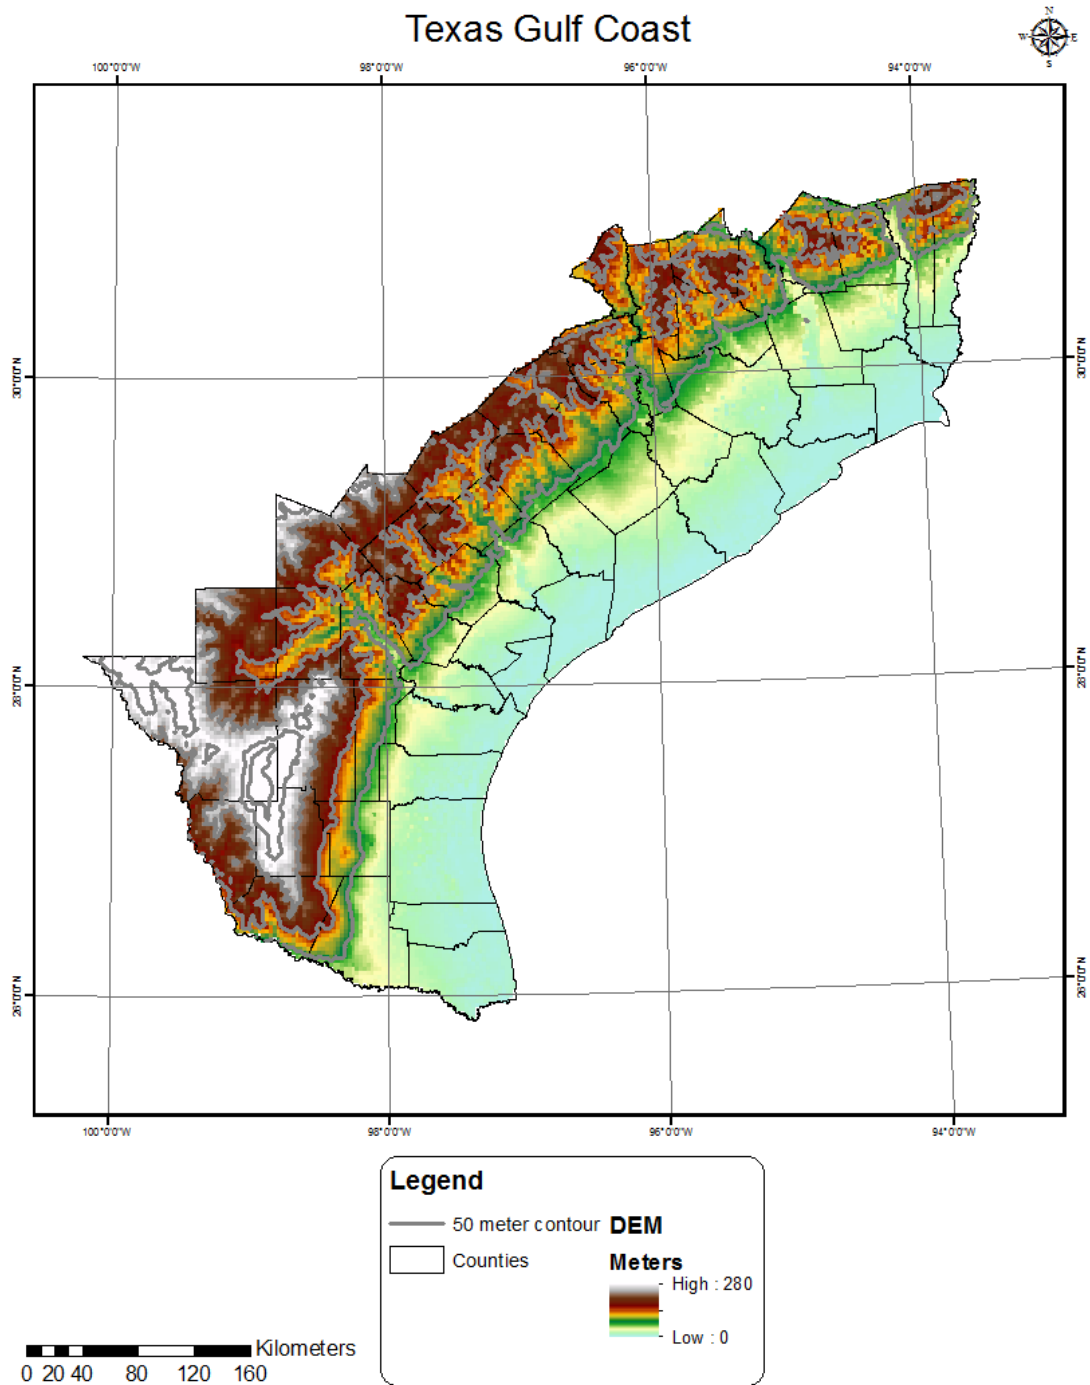 Texas Gulf Coast
N
W E
S
100°0'0"W 98°0'0"W 96°0'0"W 94°0'0"W
30°0'0"N 30°0'0"N
28°0'0"N 28°0'0"N
26°0'0"N 26°0'0"N
100°0'0"W 98°0'0"W 96°0'0"W 94°0'0"W
Legend
50 meter contour
Counties
DEM
Meters
High : 280
Low : 0
Kilometers
0 20 40 80 120 160